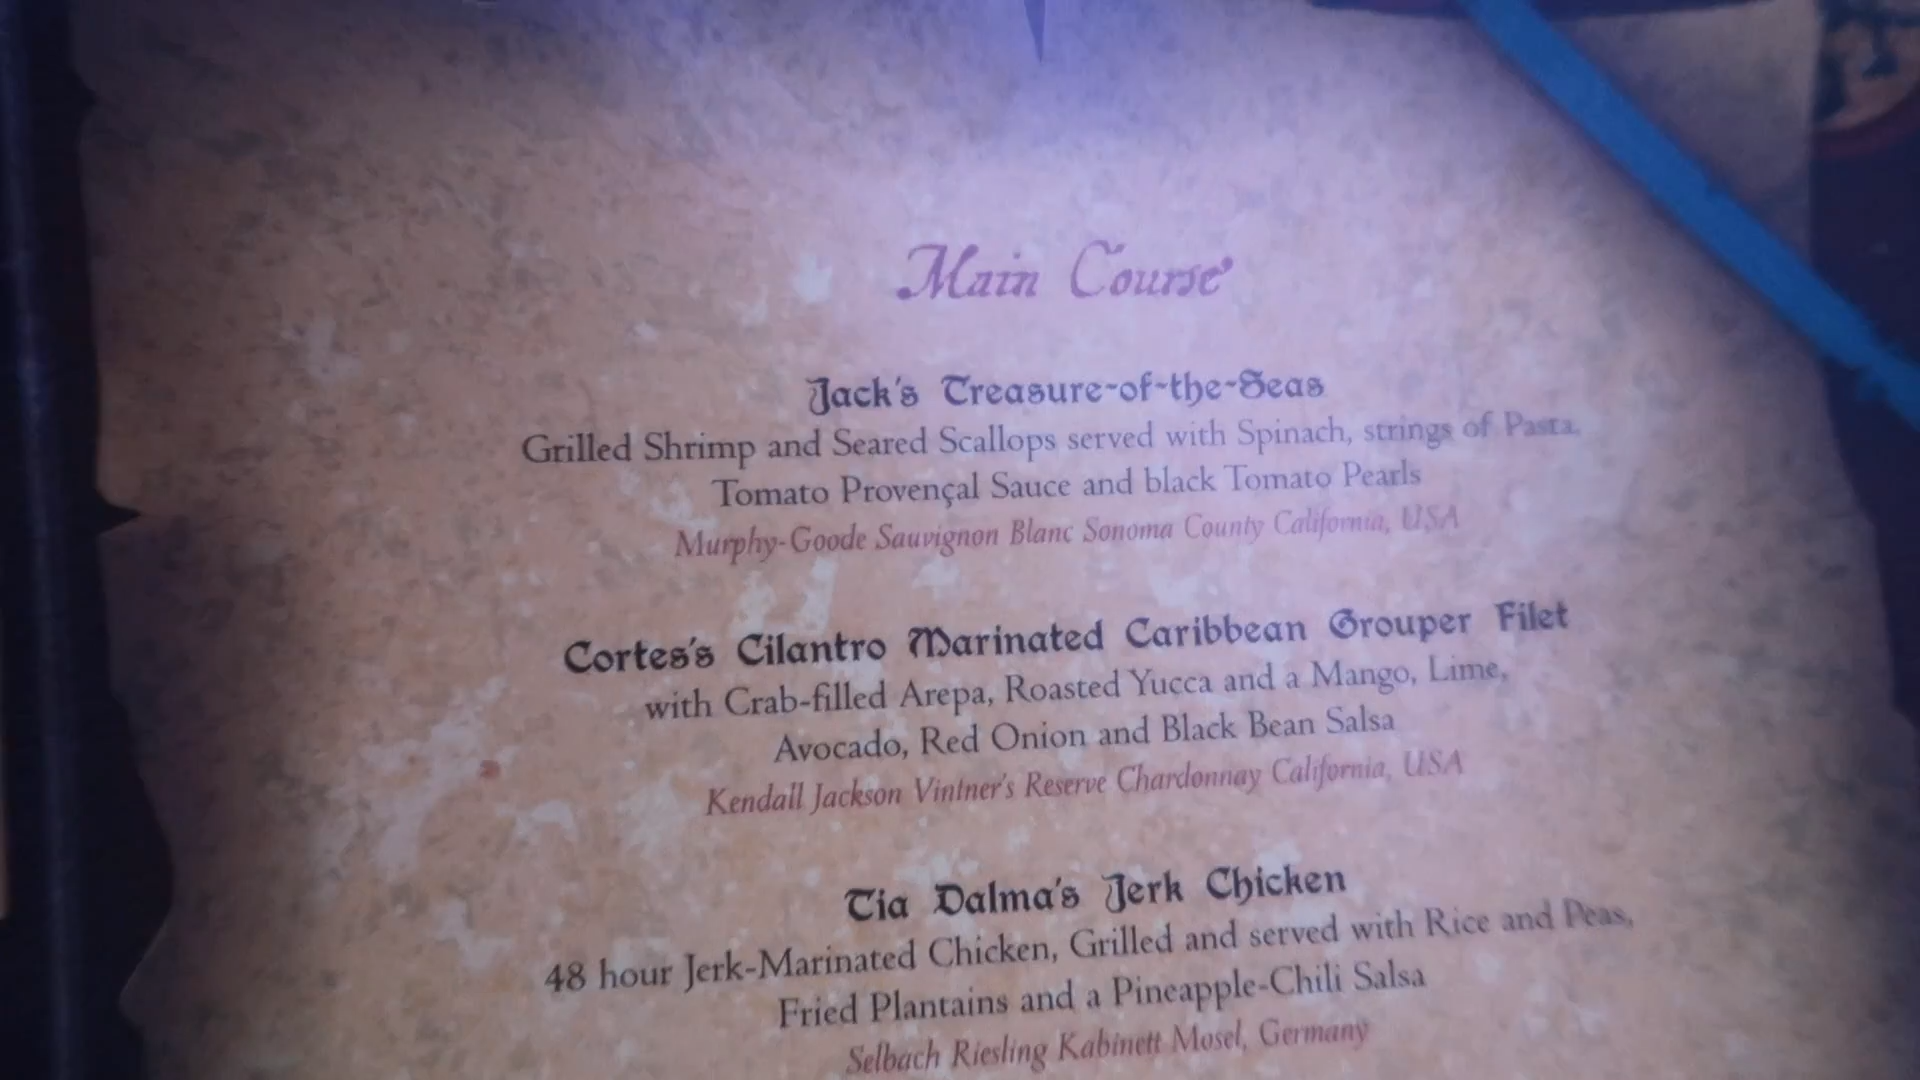 Main Course
Jack's Treasure-of-the-Seas
Grilled Shrimp and Seared Scallops served with Spinach, strings of Pasta,
Tomato Provençal Sauce and black Tomato Pearls
Murphy-Goode Sauvignon Blanc Sonoma County California, USA
Cortes's Cilantro Marinated Caribbean Grouper Filet
with Crab-filled Arepa, Roasted Yucca and a Mango, Lime,
Avocado, Red Onion and Black Bean Salsa
Kendall Jackson Vintner's Reserve Chardonnay California, USA
Tia Dalma's Jerk Chicken
48 hour Jerk-Marinated Chicken, Grilled and served with Rice and Peas,
Fried Plantains and a Pineapple-Chili Salsa
Selbach Riesling Kabinett Mosel, Germany